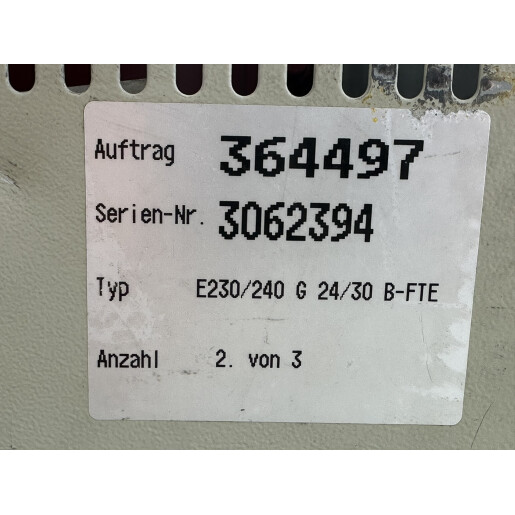 Auftrag 364497
Serien-Nr. 3062394
Typ E230/240 G 24/30 B-FTE
Anzahl 2. von 3